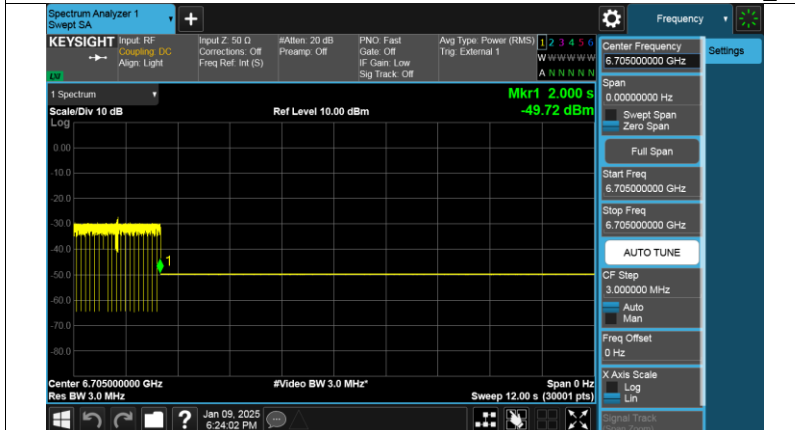 Spectrum Analyzer 1
Swept SA
Frequency
KEYSIGHT
Input: RF
Coupling: DC
Align: Light
Input Z: 50 Ω
Corrections: Off
Freq Ref: Int (S)
#Atten: 20 dB
Preamp: Off
PNO: Fast
Gate: Off
IF Gain: Low
Sig Track: Off
Avg Type: Power (RMS)
Trig: External 1
1 2 3 4 5 6
W W W W W W
A N N N N N
LXI
1 Spectrum
Scale/Div 10 dB
Ref Level 10.00 dBm
Mkr1 2.000 s
-49.72 dBm
Log
0.00
-10.0
-20.0
-30.0
-40.0
-50.0
-60.0
-70.0
-80.0
1
Center 6.705000000 GHz
Res BW 3.0 MHz
#Video BW 3.0 MHz*
Span 0 Hz
Sweep 12.00 s (30001 pts)
Jan 09, 2025
6:24:02 PM
Center Frequency
6.705000000 GHz
Settings
Span
0.00000000 Hz
Swept Span
Zero Span
Full Span
Start Freq
6.705000000 GHz
Stop Freq
6.705000000 GHz
AUTO TUNE
CF Step
3.000000 MHz
Auto
Man
Freq Offset
0 Hz
X Axis Scale
Log
Lin
Signal Track
(Span Zoom)